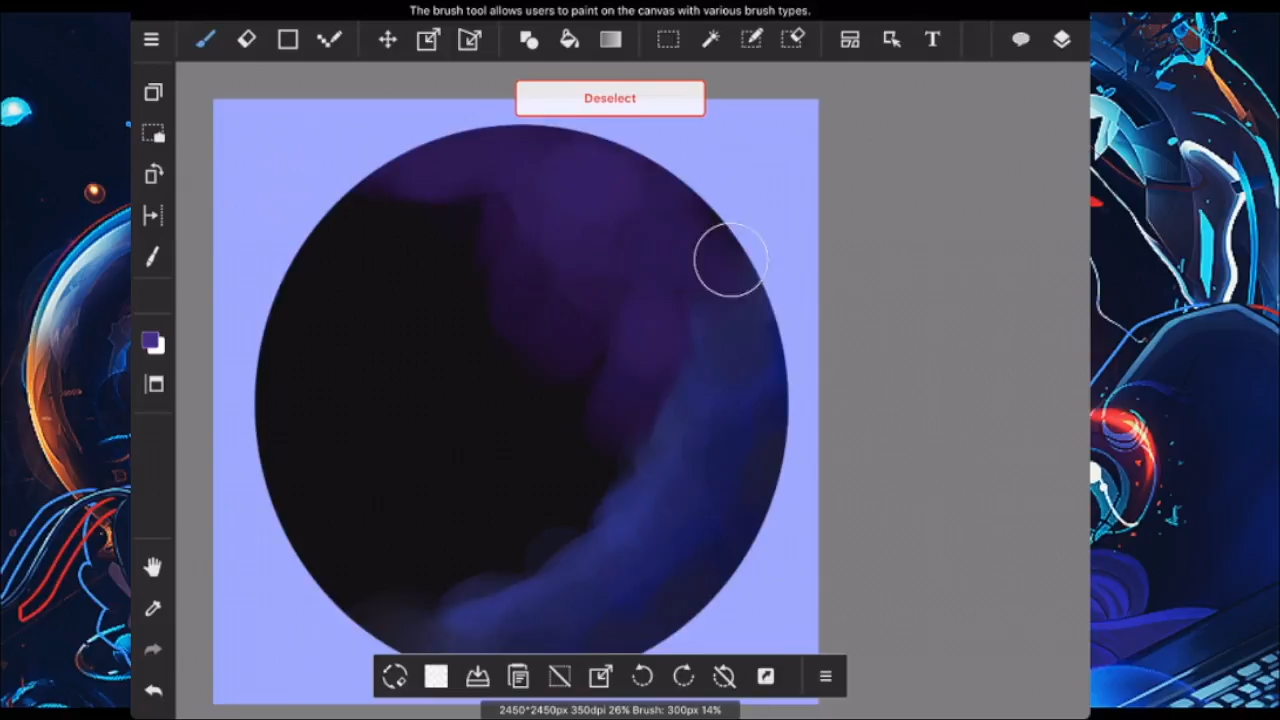 The brush tool allows users to paint on the canvas with various brush types.
T
Deselect
2450*2450px 350dpi 26% Brush: 300px 14%